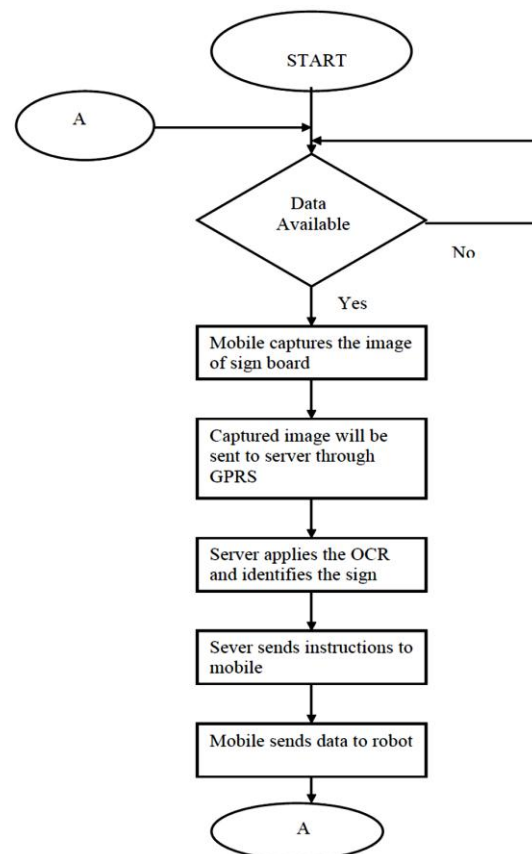 START
A
Data
Available
No
Yes
Mobile captures the image
of sign board
Captured image will be
sent to server through
GPRS
Server applies the OCR
and identifies the sign
Sever sends instructions to
mobile
Mobile sends data to robot
A